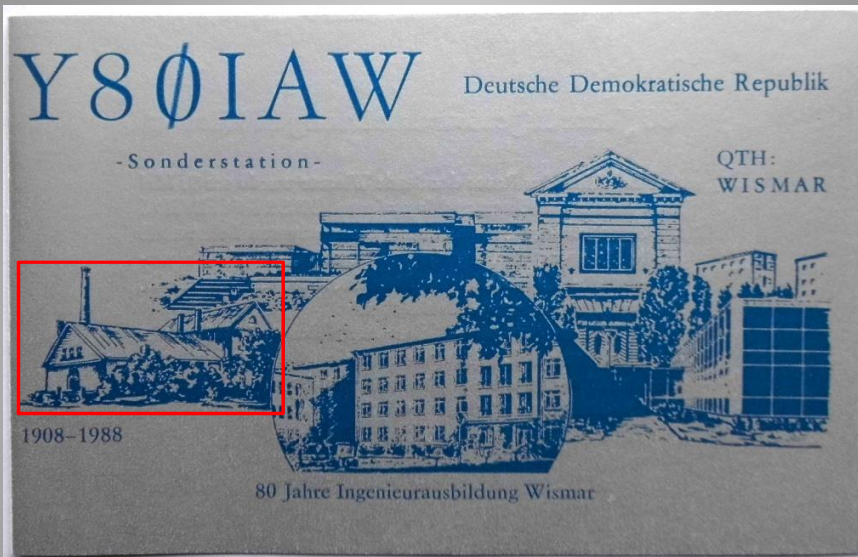 Y8ØIAW
Deutsche Demokratische Republik
-Sonderstation-
QTH:
WISMAR
1908–1988
80 Jahre Ingenieurausbildung Wismar